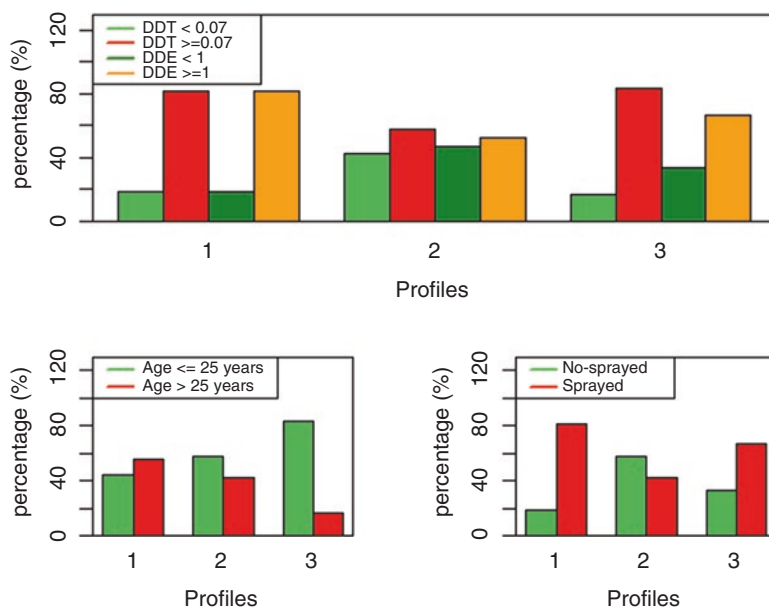 percentage (%)
0 40 80 120
DDT < 0.07
DDT >=0.07
DDE < 1
DDE >=1
1 2 3
Profiles
percentage (%)
0 40 80 120
Age <= 25 years
Age > 25 years
1 2 3
Profiles
percentage (%)
0 40 80 120
No-sprayed
Sprayed
1 2 3
Profiles